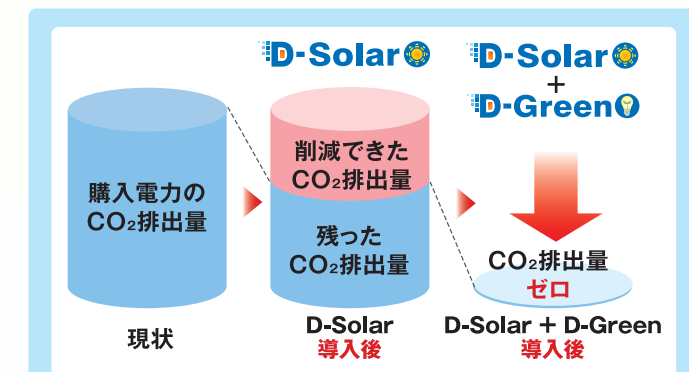 D-Solar
D-Solar
+
D-Green
購入電力の
CO₂排出量
削減できた
CO₂排出量
残った
CO₂排出量
CO₂排出量
ゼロ
現状
D-Solar
導入後
D-Solar + D-Green
導入後